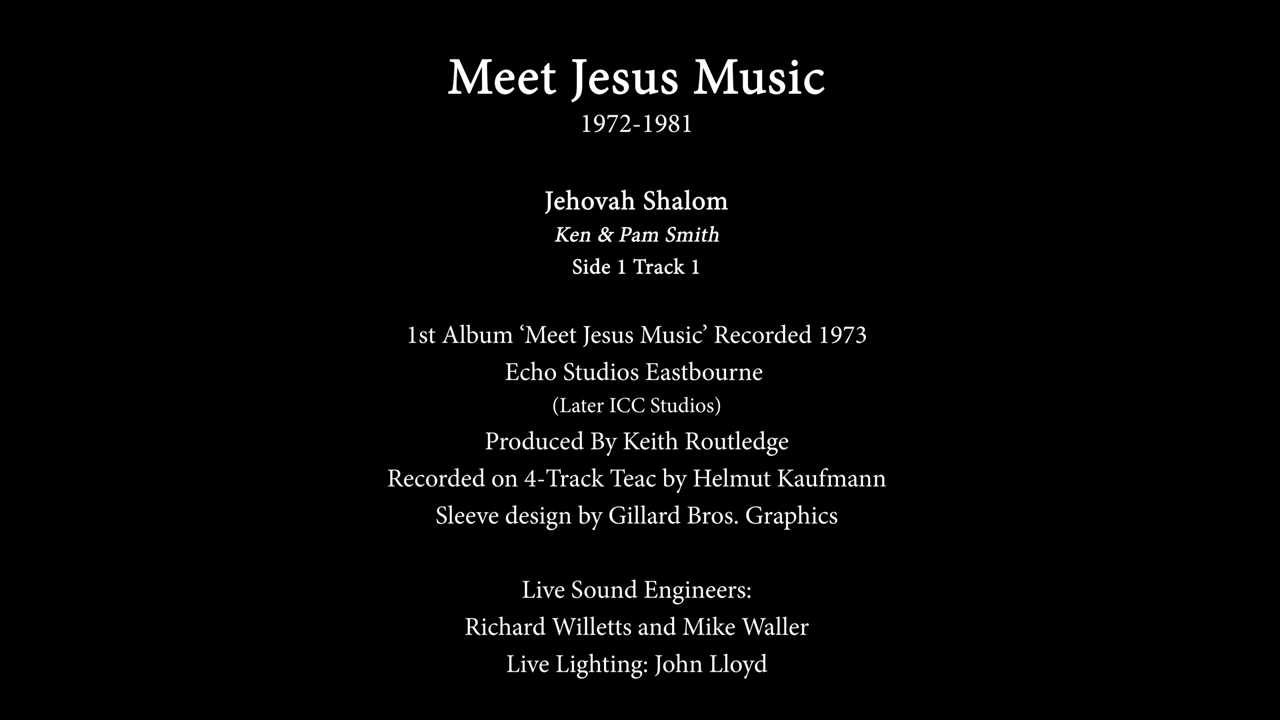 Meet Jesus Music
1972-1981
Jehovah Shalom
Ken & Pam Smith
Side 1 Track 1
1st Album ‘Meet Jesus Music’ Recorded 1973
Echo Studios Eastbourne
(Later ICC Studios)
Produced By Keith Routledge
Recorded on 4-Track Teac by Helmut Kaufmann
Sleeve design by Gillard Bros. Graphics
Live Sound Engineers:
Richard Willetts and Mike Waller
Live Lighting: John Lloyd